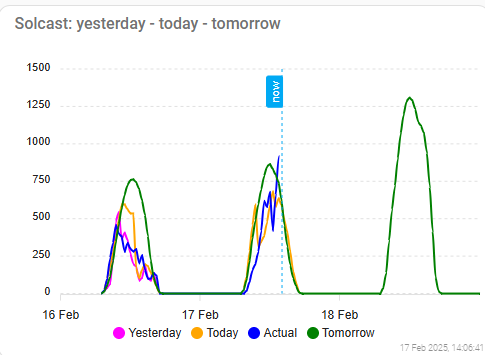 Solcast: yesterday - today - tomorrow
1500
now
1250
1000
750
500
250
0
16 Feb 17 Feb 18 Feb
Yesterday Today Actual Tomorrow
17 Feb 2025, 14:06:41